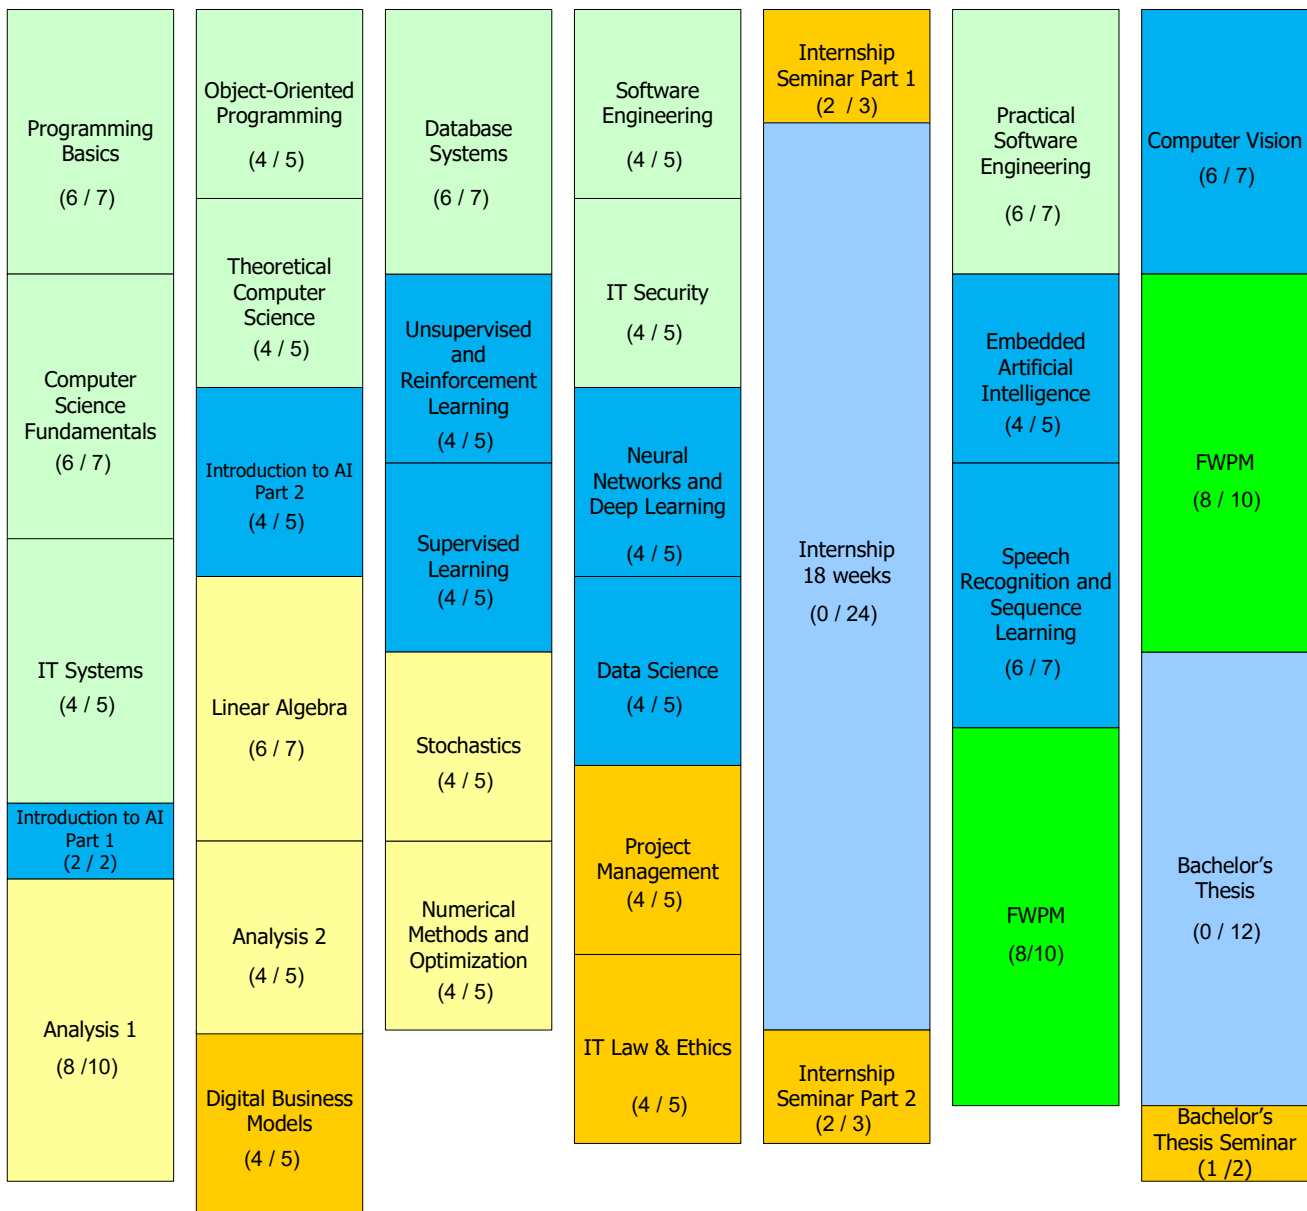 Programming
Basics
(6 / 7)
Computer
Science
Fundamentals
(6 / 7)
IT Systems
(4 / 5)
Introduction to AI
Part 1
(2 / 2)
Analysis 1
(8 /10)
Object-Oriented
Programming
(4 / 5)
Theoretical
Computer
Science
(4 / 5)
Introduction to AI
Part 2
(4 / 5)
Linear Algebra
(6 / 7)
Analysis 2
(4 / 5)
Digital Business
Models
(4 / 5)
Database
Systems
(6 / 7)
Unsupervised
and
Reinforcement
Learning
(4 / 5)
Supervised
Learning
(4 / 5)
Stochastics
(4 / 5)
Numerical
Methods and
Optimization
(4 / 5)
Software
Engineering
(4 / 5)
IT Security
(4 / 5)
Neural
Networks and
Deep Learning
(4 / 5)
Data Science
(4 / 5)
Project
Management
(4 / 5)
IT Law & Ethics
(4 / 5)
Internship
Seminar Part 1
(2 / 3)
Internship
18 weeks
(0 / 24)
Internship
Seminar Part 2
(2 / 3)
Practical
Software
Engineering
(6 / 7)
Embedded
Artificial
Intelligence
(4 / 5)
Speech
Recognition and
Sequence
Learning
(6 / 7)
FWPM
(8/10)
Computer Vision
(6 / 7)
FWPM
(8 / 10)
Bachelor’s
Thesis
(0 / 12)
Bachelor’s
Thesis Seminar
(1 /2)